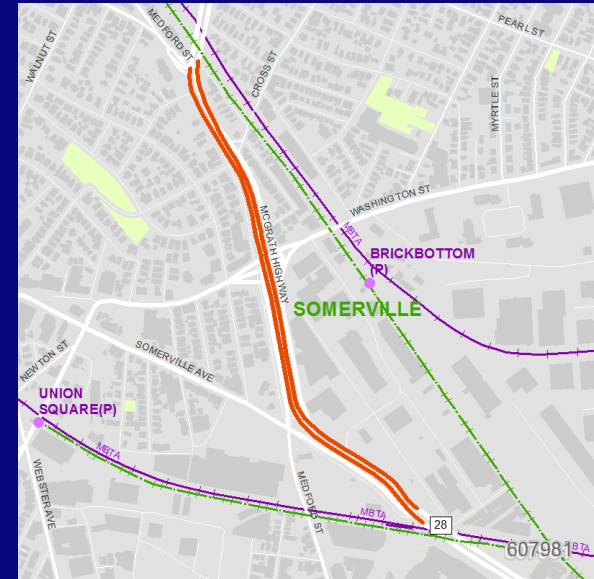 MEDFORD ST
PEARL ST
WALNUT ST
CROSS ST
MYRTLE ST
WASHINGTON ST
MCGRATH HIGHWAY
MBTA
BRICKBOTTOM
(P)
SOMERVILLE
NEWTON ST
SOMERVILLE AVE
UNION
SQUARE(P)
MBTA
WEBSTER AVE
MEDFORD ST
MBTA
28
607981
MBTA